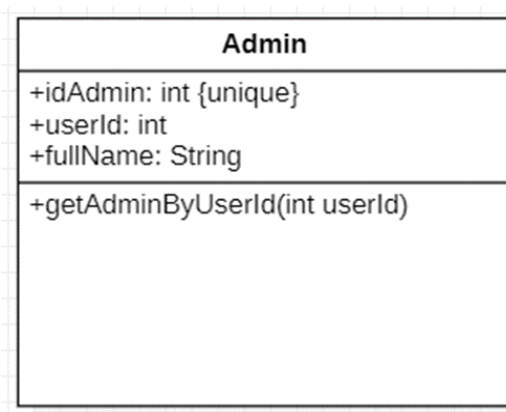 Admin
+idAdmin: int {unique}
+userId: int
+fullName: String
+getAdminByUserId(int userId)